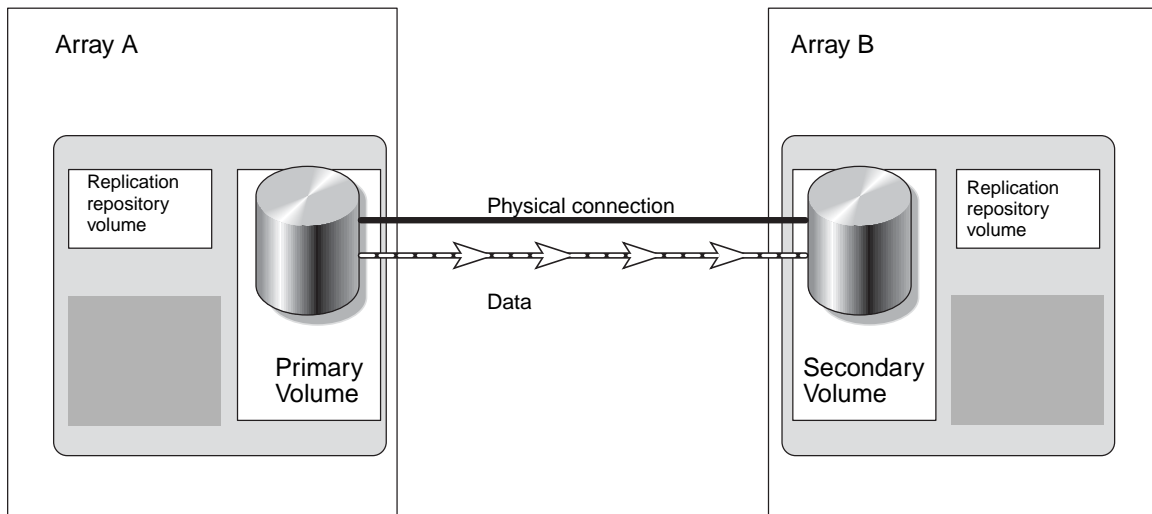 Array A
Array B
Replication
repository
volume
Physical connection
Replication
repository
volume
Data
Primary
Volume
Secondary
Volume